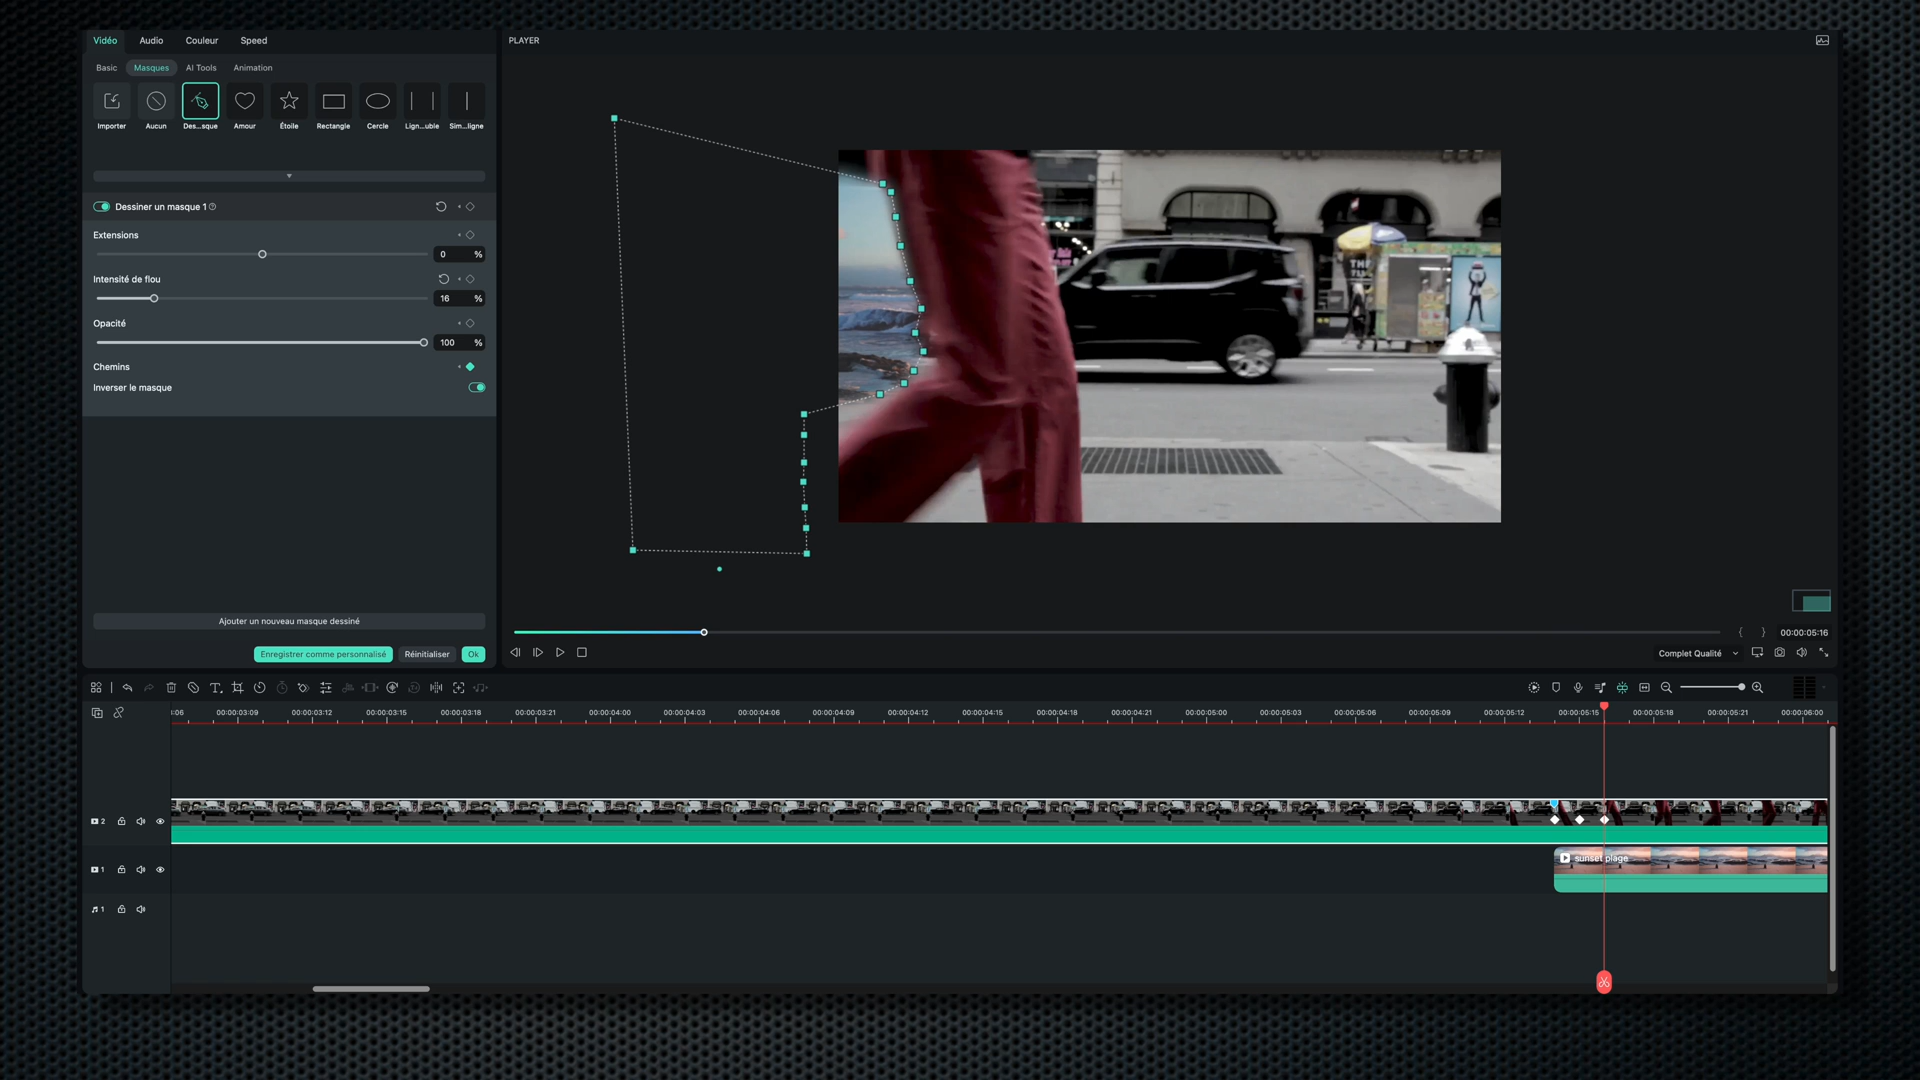 Vidéo Audio Couleur Speed
PLAYER
Basic Masques AI Tools Animation
Importer Aucun Des...sque Amour Étoile Rectangle Cercle Lign...uble Sim...ligne
Dessiner un masque 1
Extensions
0 %
Intensité de flou
16 %
Opacité
100 %
Chemins
Inverser le masque
Ajouter un nouveau masque dessiné
Enregistrer comme personnalisé Réinitialiser Ok
{ } 00:00:05:16
Complet Qualité
:06 00:00:03:09 00:00:03:12 00:00:03:15 00:00:03:18 00:00:03:21 00:00:04:00 00:00:04:03 00:00:04:06 00:00:04:09 00:00:04:12 00:00:04:15 00:00:04:18 00:00:04:21 00:00:05:00 00:00:05:03 00:00:05:06 00:00:05:09 00:00:05:12 00:00:05:15 00:00:05:18 00:00:05:21 00:00:06:00
2
1
sunset plage
1